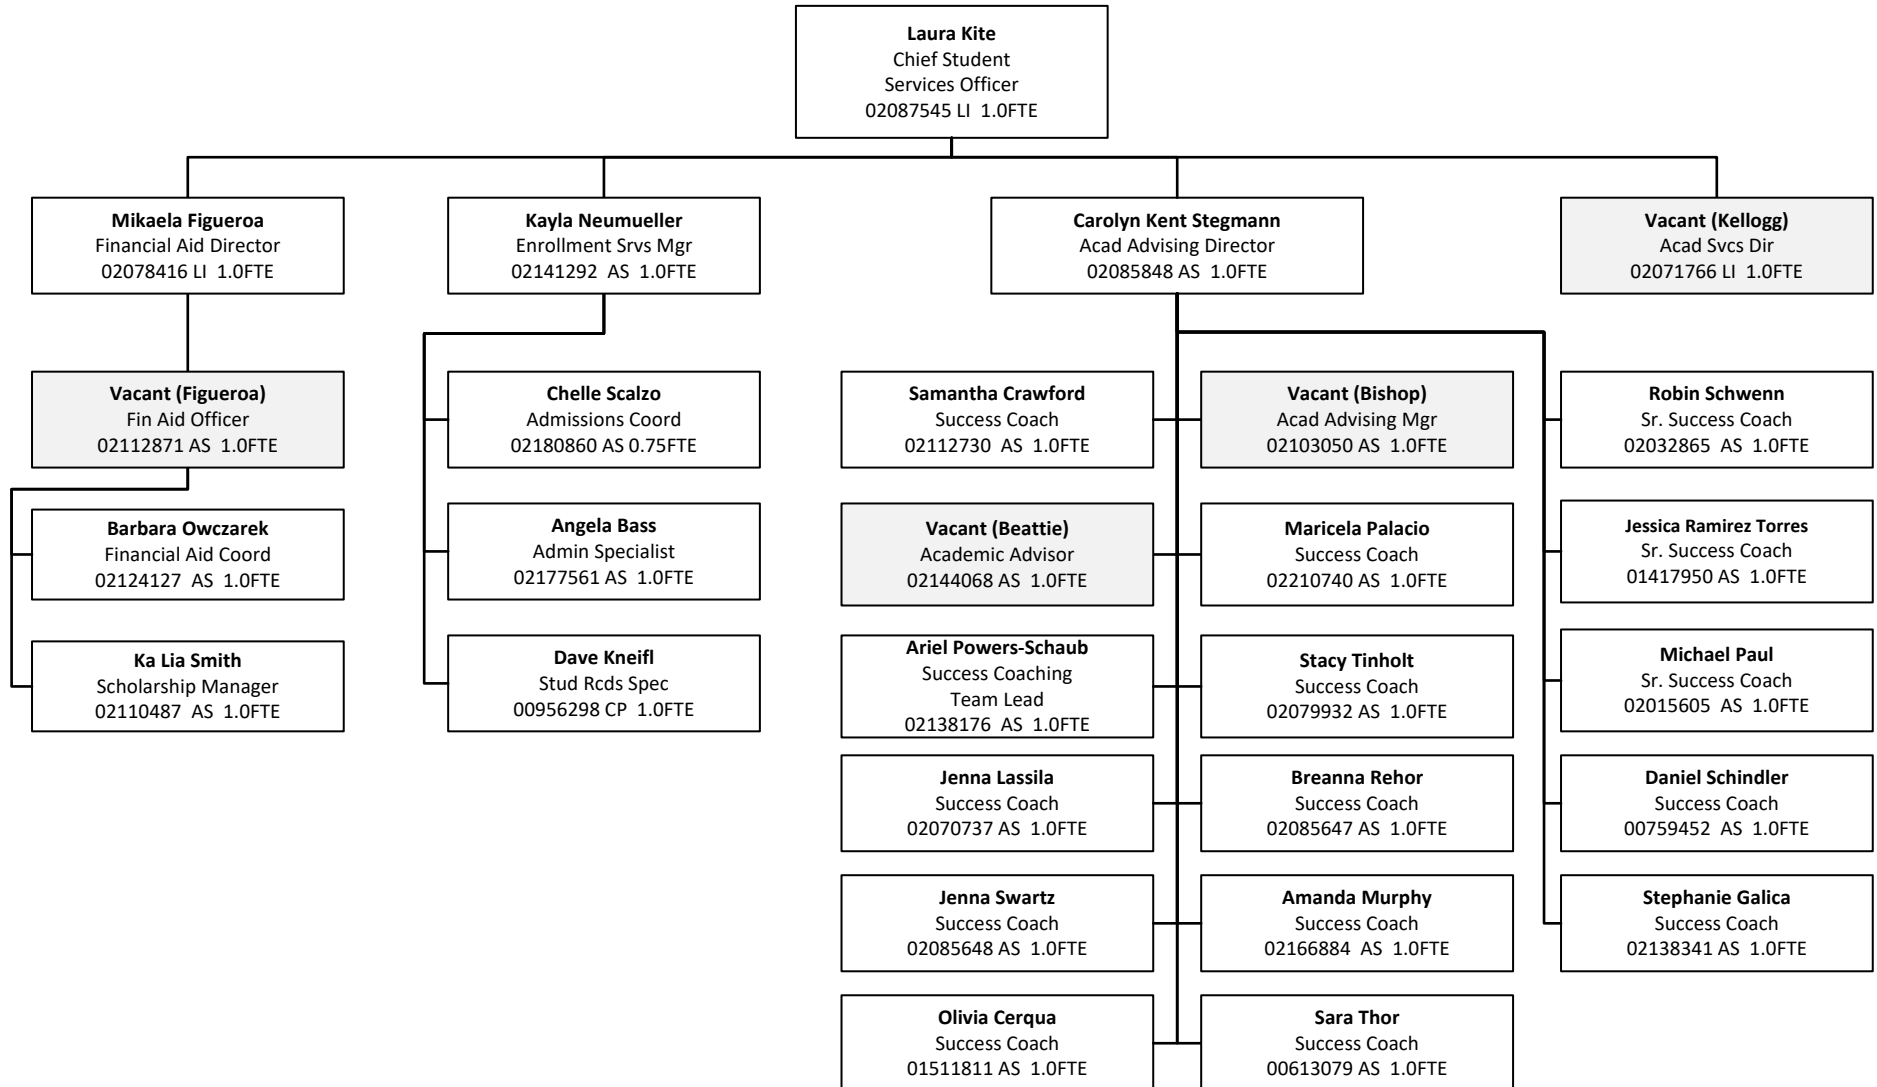 Laura Kite
Chief Student
Services Officer
02087545 LI 1.0FTE
Mikaela Figueroa
Financial Aid Director
02078416 LI 1.0FTE
Kayla Neumueller
Enrollment Srvs Mgr
02141292 AS 1.0FTE
Carolyn Kent Stegmann
Acad Advising Director
02085848 AS 1.0FTE
Vacant (Kellogg)
Acad Svcs Dir
02071766 LI 1.0FTE
Vacant (Figueroa)
Fin Aid Officer
02112871 AS 1.0FTE
Barbara Owczarek
Financial Aid Coord
02124127 AS 1.0FTE
Ka Lia Smith
Scholarship Manager
02110487 AS 1.0FTE
Chelle Scalzo
Admissions Coord
02180860 AS 0.75FTE
Angela Bass
Admin Specialist
02177561 AS 1.0FTE
Dave Kneifl
Stud Rcds Spec
00956298 CP 1.0FTE
Samantha Crawford
Success Coach
02112730 AS 1.0FTE
Vacant (Beattie)
Academic Advisor
02144068 AS 1.0FTE
Ariel Powers-Schaub
Success Coaching
Team Lead
02138176 AS 1.0FTE
Jenna Lassila
Success Coach
02070737 AS 1.0FTE
Jenna Swartz
Success Coach
02085648 AS 1.0FTE
Olivia Cerqua
Success Coach
01511811 AS 1.0FTE
Vacant (Bishop)
Acad Advising Mgr
02103050 AS 1.0FTE
Maricela Palacio
Success Coach
02210740 AS 1.0FTE
Stacy Tinholt
Success Coach
02079932 AS 1.0FTE
Breanna Rehor
Success Coach
02085647 AS 1.0FTE
Amanda Murphy
Success Coach
02166884 AS 1.0FTE
Sara Thor
Success Coach
00613079 AS 1.0FTE
Robin Schwenn
Sr. Success Coach
02032865 AS 1.0FTE
Jessica Ramirez Torres
Sr. Success Coach
01417950 AS 1.0FTE
Michael Paul
Sr. Success Coach
02015605 AS 1.0FTE
Daniel Schindler
Success Coach
00759452 AS 1.0FTE
Stephanie Galica
Success Coach
02138341 AS 1.0FTE